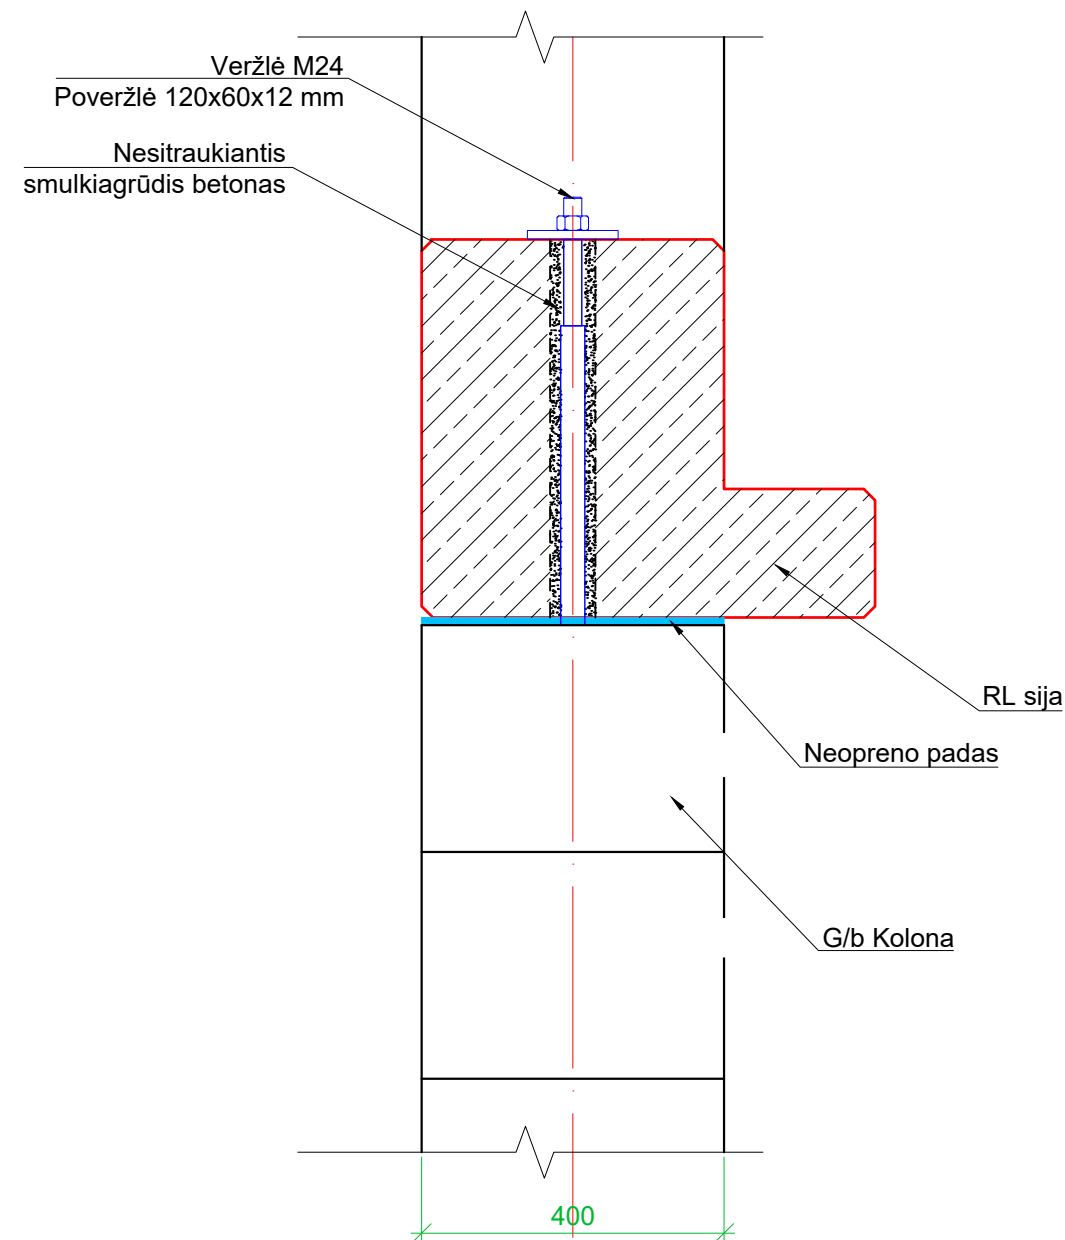 Veržlė M24
Poveržlė 120x60x12 mm
Nesitraukiantis
smulkiagrūdis betonas
RL sija
Neopreno padas
G/b Kolona
400